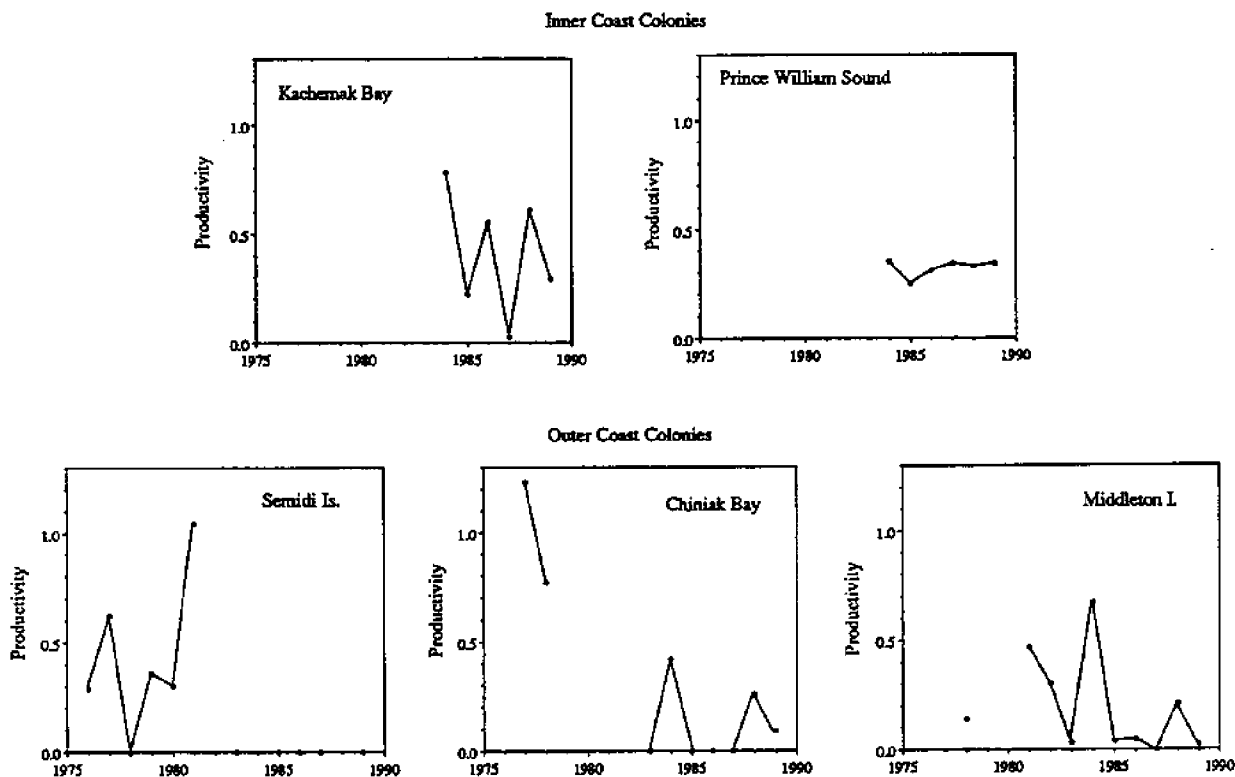 Inner Coast Colonies
Kachemak Bay
Productivity
1.0
0.5
0.0
1975 1980 1985 1990
Prince William Sound
Productivity
1.0
0.5
0.0
1975 1980 1985 1990
Outer Coast Colonies
Semidi Is.
Productivity
1.0
0.5
0.0
1975 1980 1985 1990
Chiniak Bay
Productivity
1.0
0.5
0.0
1975 1980 1985 1990
Middleton I.
Productivity
1.0
0.5
0.0
1975 1980 1985 1990